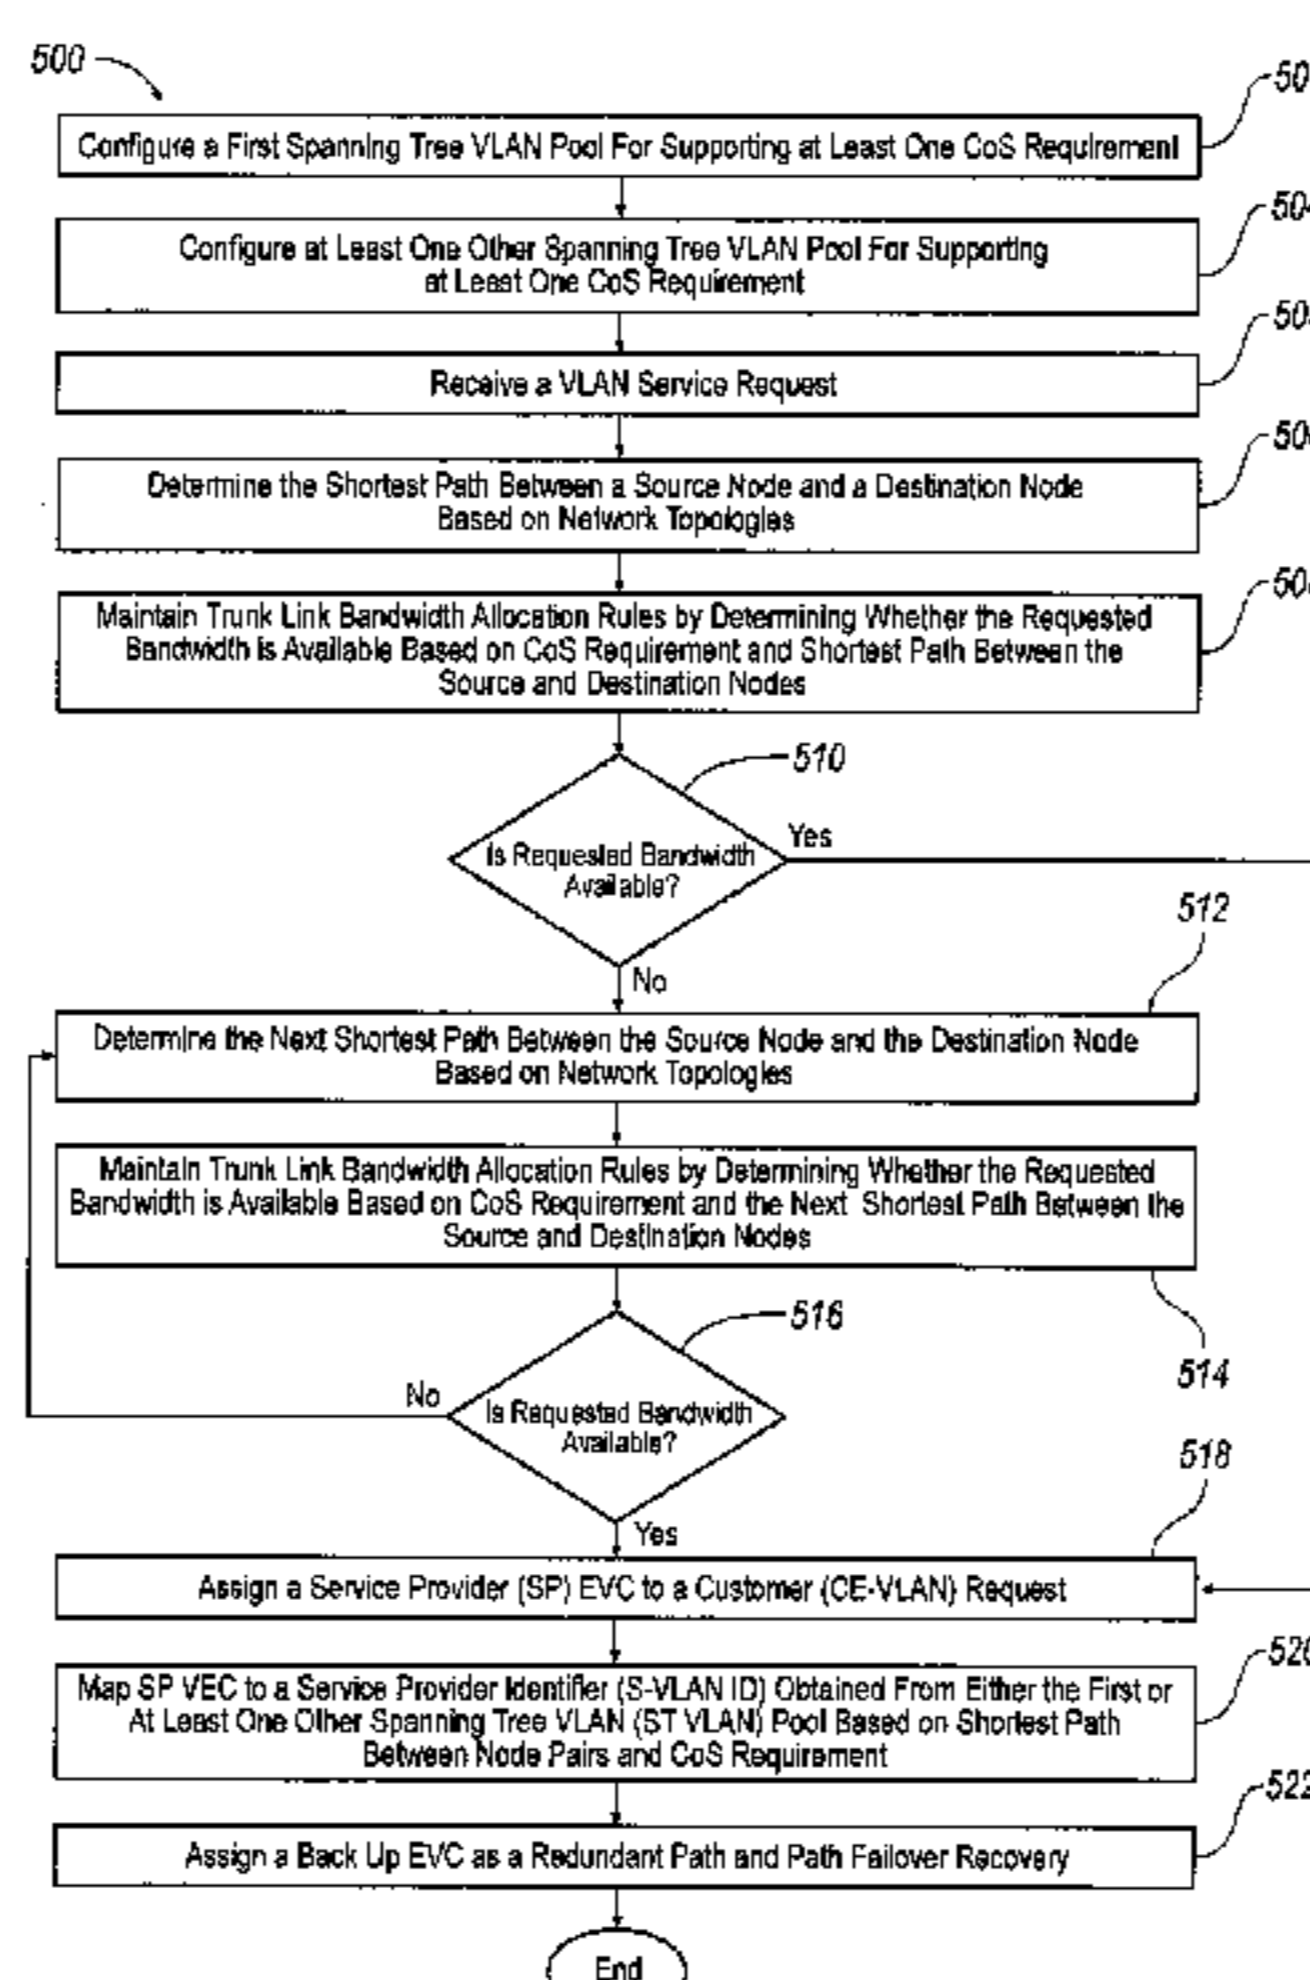 500
50
Configure a First Spanning Tree VLAN Pool For Supporting at Least One CoS Requirement
504
Configure at Least One Other Spanning Tree VLAN Pool For Supporting
at Least One CoS Requirement
50
Receive a VLAN Service Request
50
Determine the Shortest Path Between a Source Node and a Destination Node
Based on Network Topologies
50
Maintain Trunk Link Bandwidth Allocation Rules by Determining Whether the Requested
Bandwidth is Available Based on CoS Requirement and Shortest Path Between the
Source and Destination Nodes
510
Is Requested Bandwidth
Available?
Yes
No
512
Determine the Next Shortest Path Between the Source Node and the Destination Node
Based on Network Topologies
Maintain Trunk Link Bandwidth Allocation Rules by Determining Whether the Requested
Bandwidth is Available Based on CoS Requirement and the Next Shortest Path Between the
Source and Destination Nodes
514
516
Is Requested Bandwidth
Available?
No
Yes
518
Assign a Service Provider (SP) EVC to a Customer (CE-VLAN) Request
520
Map SP VEC to a Service Provider Identifier (S-VLAN ID) Obtained From Either the First or
At Least One Other Spanning Tree VLAN (ST VLAN) Pool Based on Shortest Path
Between Node Pairs and CoS Requirement
522
Assign a Back Up EVC as a Redundant Path and Path Failover Recovery
End